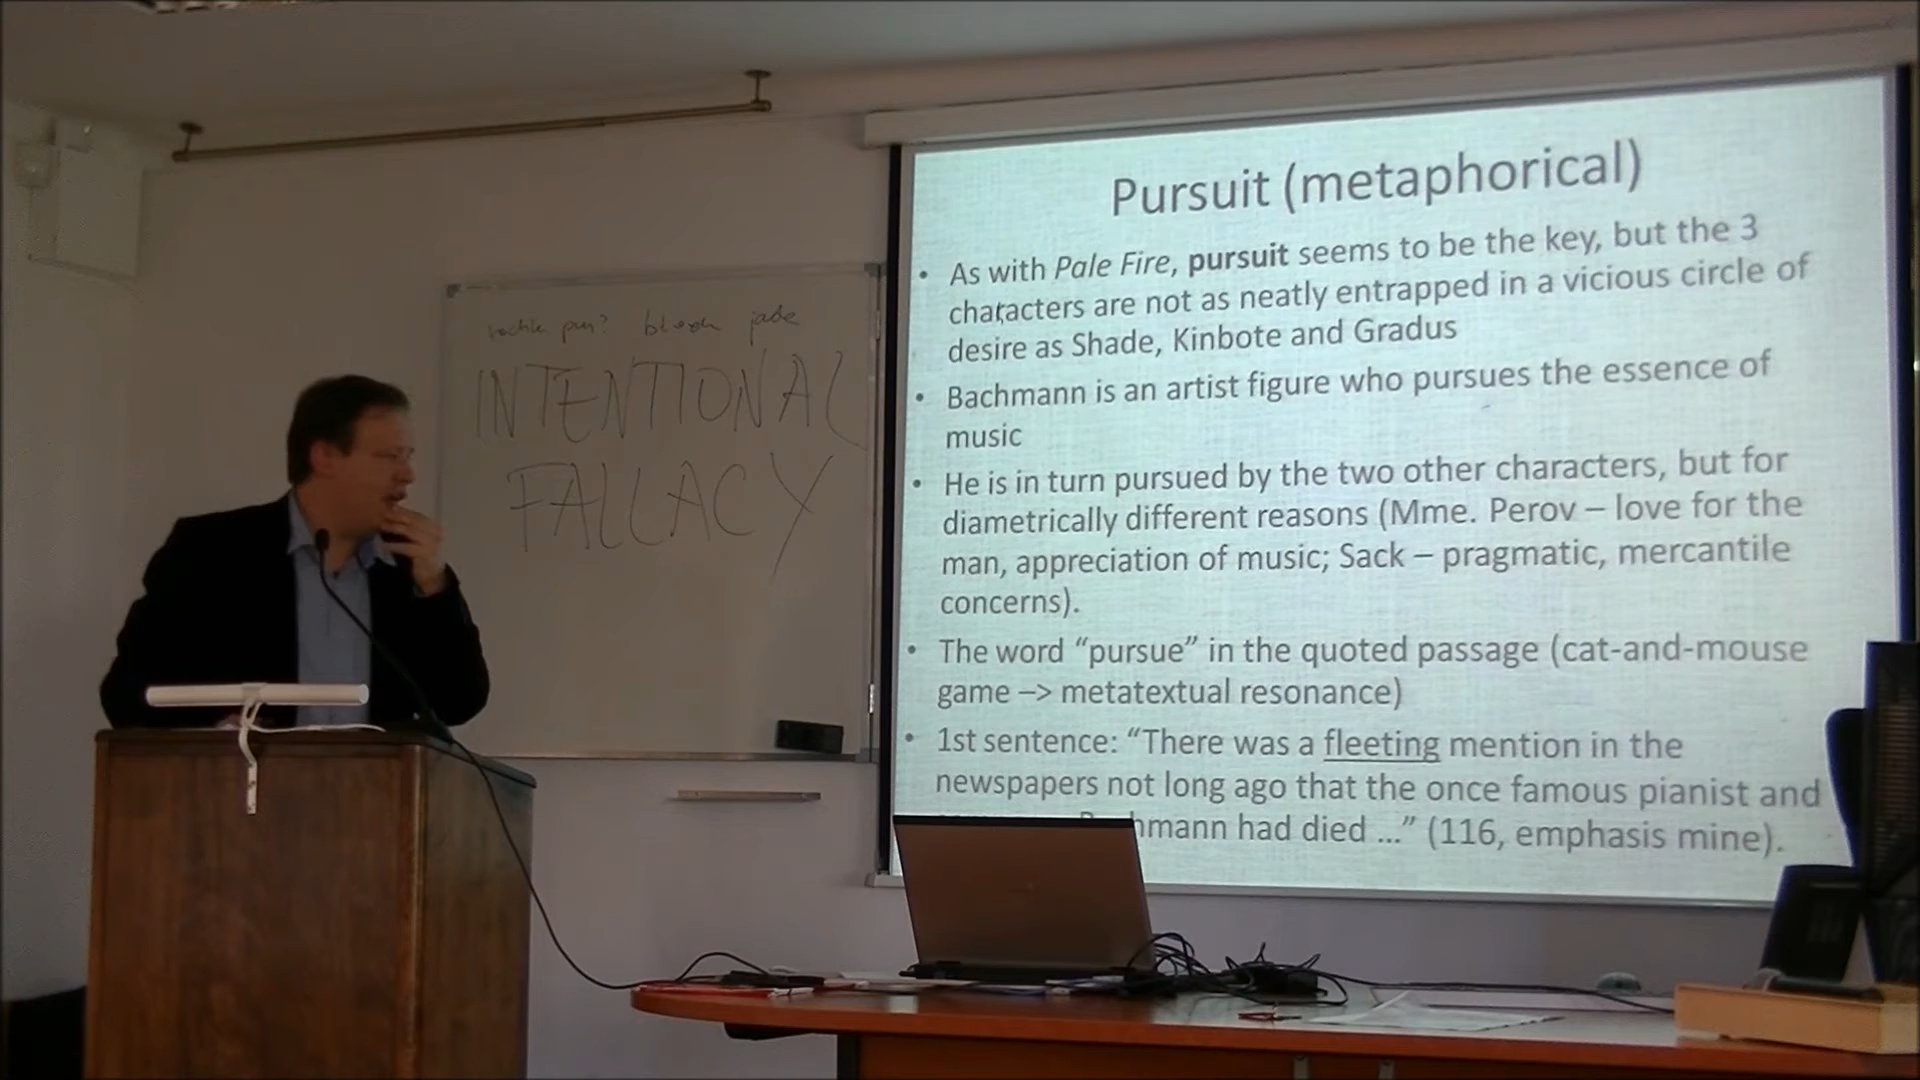 jade
INTENTIONAL
FALLACY
Pursuit (metaphorical)
• As with Pale Fire, pursuit seems to be the key, but the 3
characters are not as neatly entrapped in a vicious circle of
desire as Shade, Kinbote and Gradus
• Bachmann is an artist figure who pursues the essence of
music
• He is in turn pursued by the two other characters, but for
diametrically different reasons (Mme. Perov – love for the
man, appreciation of music; Sack – pragmatic, mercantile
concerns).
• The word “pursue” in the quoted passage (cat-and-mouse
game –> metatextual resonance)
• 1st sentence: “There was a fleeting mention in the
newspapers not long ago that the once famous pianist and
hmann had died ...” (116, emphasis mine).